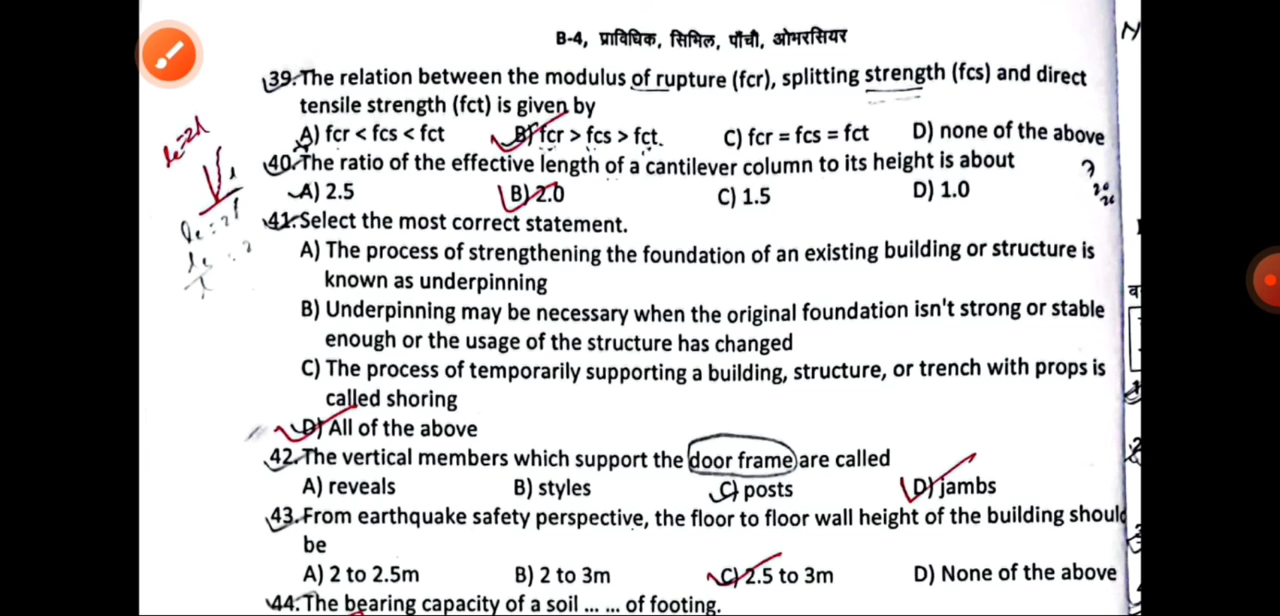 B-4, प्राविधिक, सिभिल, पाँचौ, ओभरसियर
39. The relation between the modulus of rupture (fcr), splitting strength (fcs) and direct
tensile strength (fct) is given by
A) fcr < fcs < fct B) fcr > fcs > fct. C) fcr = fcs = fct D) none of the above
40. The ratio of the effective length of a cantilever column to its height is about
A) 2.5 B) 2.0 C) 1.5 D) 1.0
41. Select the most correct statement.
A) The process of strengthening the foundation of an existing building or structure is
known as underpinning
B) Underpinning may be necessary when the original foundation isn't strong or stable
enough or the usage of the structure has changed
C) The process of temporarily supporting a building, structure, or trench with props is
called shoring
D) All of the above
42. The vertical members which support the door frame are called
A) reveals B) styles C) posts D) jambs
43. From earthquake safety perspective, the floor to floor wall height of the building should
be
A) 2 to 2.5m B) 2 to 3m C) 2.5 to 3m D) None of the above
44. The bearing capacity of a soil ... ... of footing.